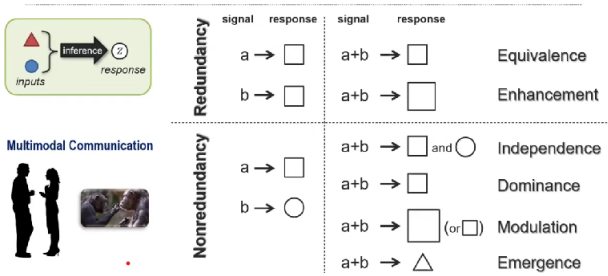 signal response signal response
inference
z
response
inputs
Redundancy
a → a+b → Equivalence
b → a+b → Enhancement
Multimodal Communication
Nonredundancy
a → a+b → and Independence
b → a+b → Dominance
a+b → (or ) Modulation
a+b → Emergence